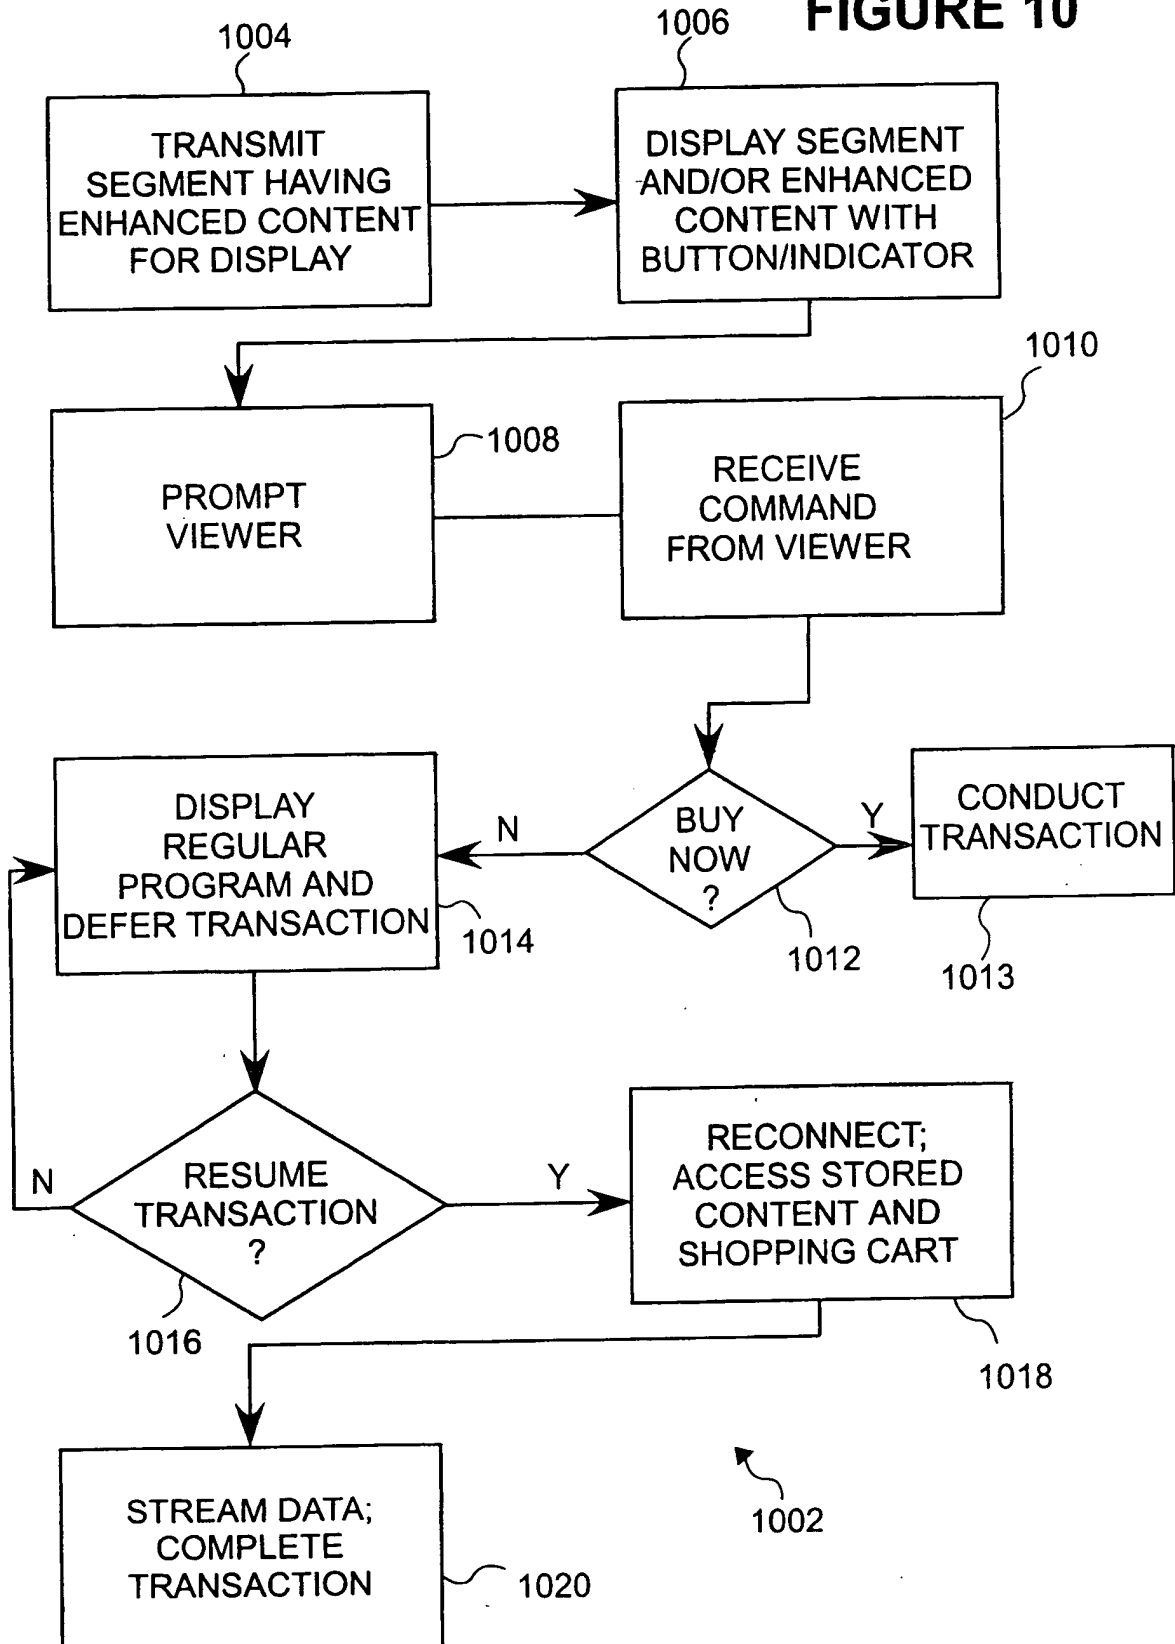 FIGURE 10
1004
1006
TRANSMIT
SEGMENT HAVING
ENHANCED CONTENT
FOR DISPLAY
DISPLAY SEGMENT
AND/OR ENHANCED
CONTENT WITH
BUTTON/INDICATOR
1010
1008
PROMPT
VIEWER
RECEIVE
COMMAND
FROM VIEWER
DISPLAY
REGULAR
PROGRAM AND
DEFER TRANSACTION
1014
N
BUY
NOW
?
1012
Y
CONDUCT
TRANSACTION
1013
N
RESUME
TRANSACTION
?
1016
Y
RECONNECT;
ACCESS STORED
CONTENT AND
SHOPPING CART
1018
STREAM DATA;
COMPLETE
TRANSACTION
1020
1002